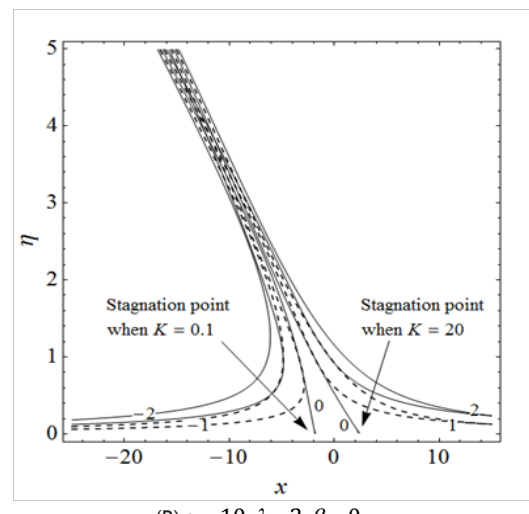 5
4
3
2
1
0
η
Stagnation point
when K = 0.1
Stagnation point
when K = 20
−2
−1
0
0
2
1
−20
−10
0
10
x